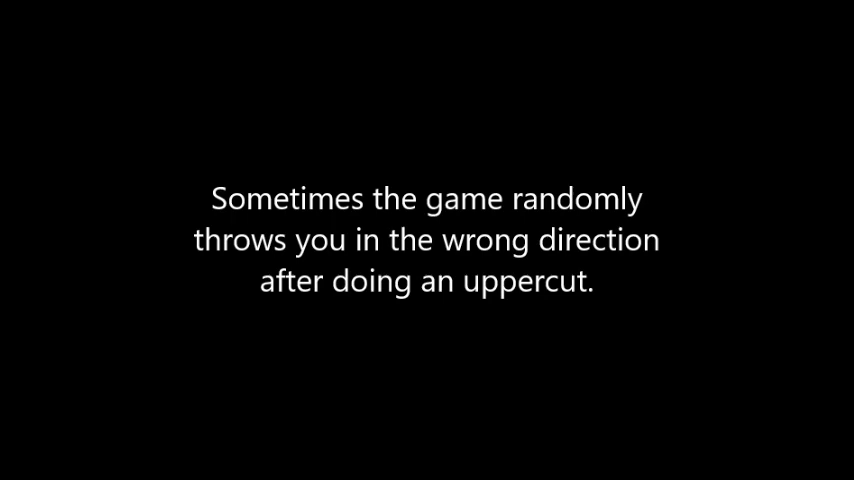 Sometimes the game randomly
throws you in the wrong direction
after doing an uppercut.